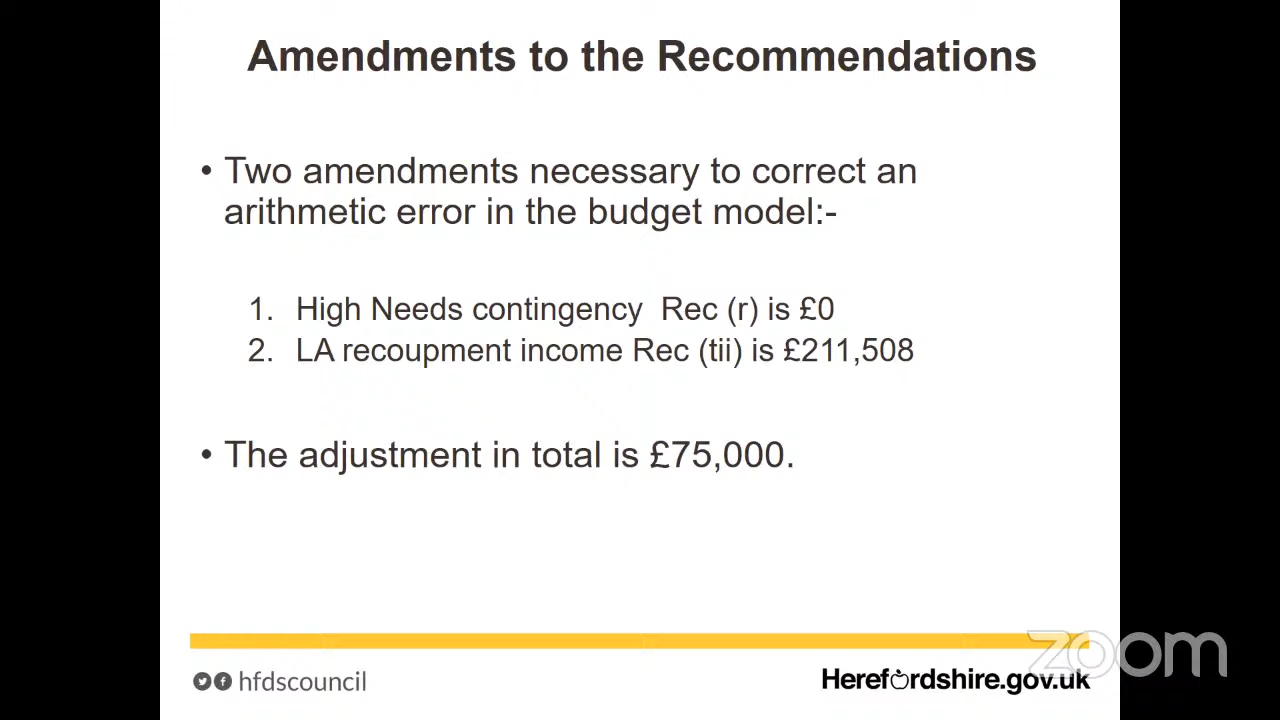 Amendments to the Recommendations
• Two amendments necessary to correct an
arithmetic error in the budget model:-
1. High Needs contingency  Rec (r) is £0
2. LA recoupment income Rec (tii) is £211,508
• The adjustment in total is £75,000.
zoom
hfdscouncil
Herefordshire.gov.uk